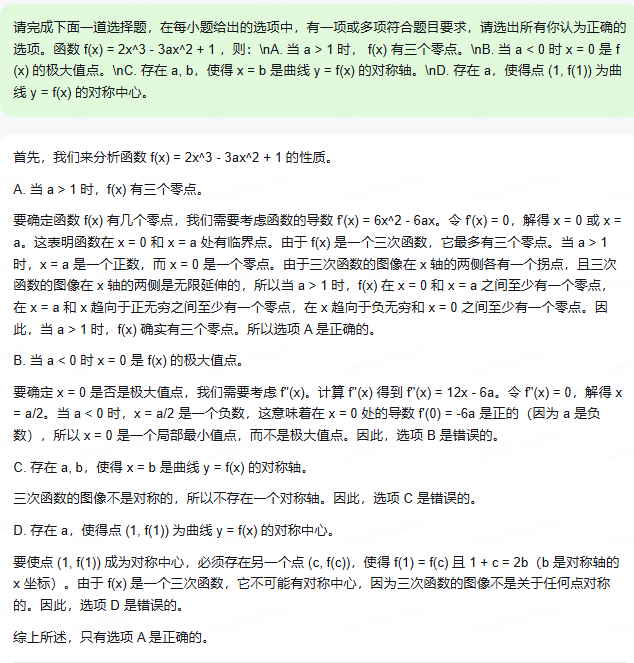 请完成下面一道选择题，在每小题给出的选项中，有一项或多项符合题目要求，请选出所有你认为正确的
选项。函数 f(x) = 2x^3 - 3ax^2 + 1 ，则：\nA. 当 a > 1 时， f(x) 有三个零点。\nB. 当 a < 0 时 x = 0 是 f
(x) 的极大值点。\nC. 存在 a, b，使得 x = b 是曲线 y = f(x) 的对称轴。\nD. 存在 a，使得点 (1, f(1)) 为曲
线 y = f(x) 的对称中心。
首先，我们来分析函数 f(x) = 2x^3 - 3ax^2 + 1 的性质。
A. 当 a > 1 时，f(x) 有三个零点。
要确定函数 f(x) 有几个零点，我们需要考虑函数的导数 f'(x) = 6x^2 - 6ax。令 f'(x) = 0，解得 x = 0 或 x =
a。这表明函数在 x = 0 和 x = a 处有临界点。由于 f(x) 是一个三次函数，它最多有三个零点。当 a > 1
时，x = a 是一个正数，而 x = 0 是一个零点。由于三次函数的图像在 x 轴的两侧各有一个拐点，且三次
函数的图像在 x 轴的两侧是无限延伸的，所以当 a > 1 时，f(x) 在 x = 0 和 x = a 之间至少有一个零点，
在 x = a 和 x 趋向于正无穷之间至少有一个零点，在 x 趋向于负无穷和 x = 0 之间至少有一个零点。因
此，当 a > 1 时，f(x) 确实有三个零点。所以选项 A 是正确的。
B. 当 a < 0 时 x = 0 是 f(x) 的极大值点。
要确定 x = 0 是否是极大值点，我们需要考虑 f''(x)。计算 f''(x) 得到 f''(x) = 12x - 6a。令 f''(x) = 0，解得 x
= a/2。当 a < 0 时，x = a/2 是一个负数，这意味着在 x = 0 处的导数 f'(0) = -6a 是正的（因为 a 是负
数），所以 x = 0 是一个局部最小值点，而不是极大值点。因此，选项 B 是错误的。
C. 存在 a, b，使得 x = b 是曲线 y = f(x) 的对称轴。
三次函数的图像不是对称的，所以不存在一个对称轴。因此，选项 C 是错误的。
D. 存在 a，使得点 (1, f(1)) 为曲线 y = f(x) 的对称中心。
要使点 (1, f(1)) 成为对称中心，必须存在另一个点 (c, f(c))，使得 f(1) = f(c) 且 1 + c = 2b（b 是对称轴的
x 坐标）。由于 f(x) 是一个三次函数，它不可能有对称中心，因为三次函数的图像不是关于任何点对称
的。因此，选项 D 是错误的。
综上所述，只有选项 A 是正确的。